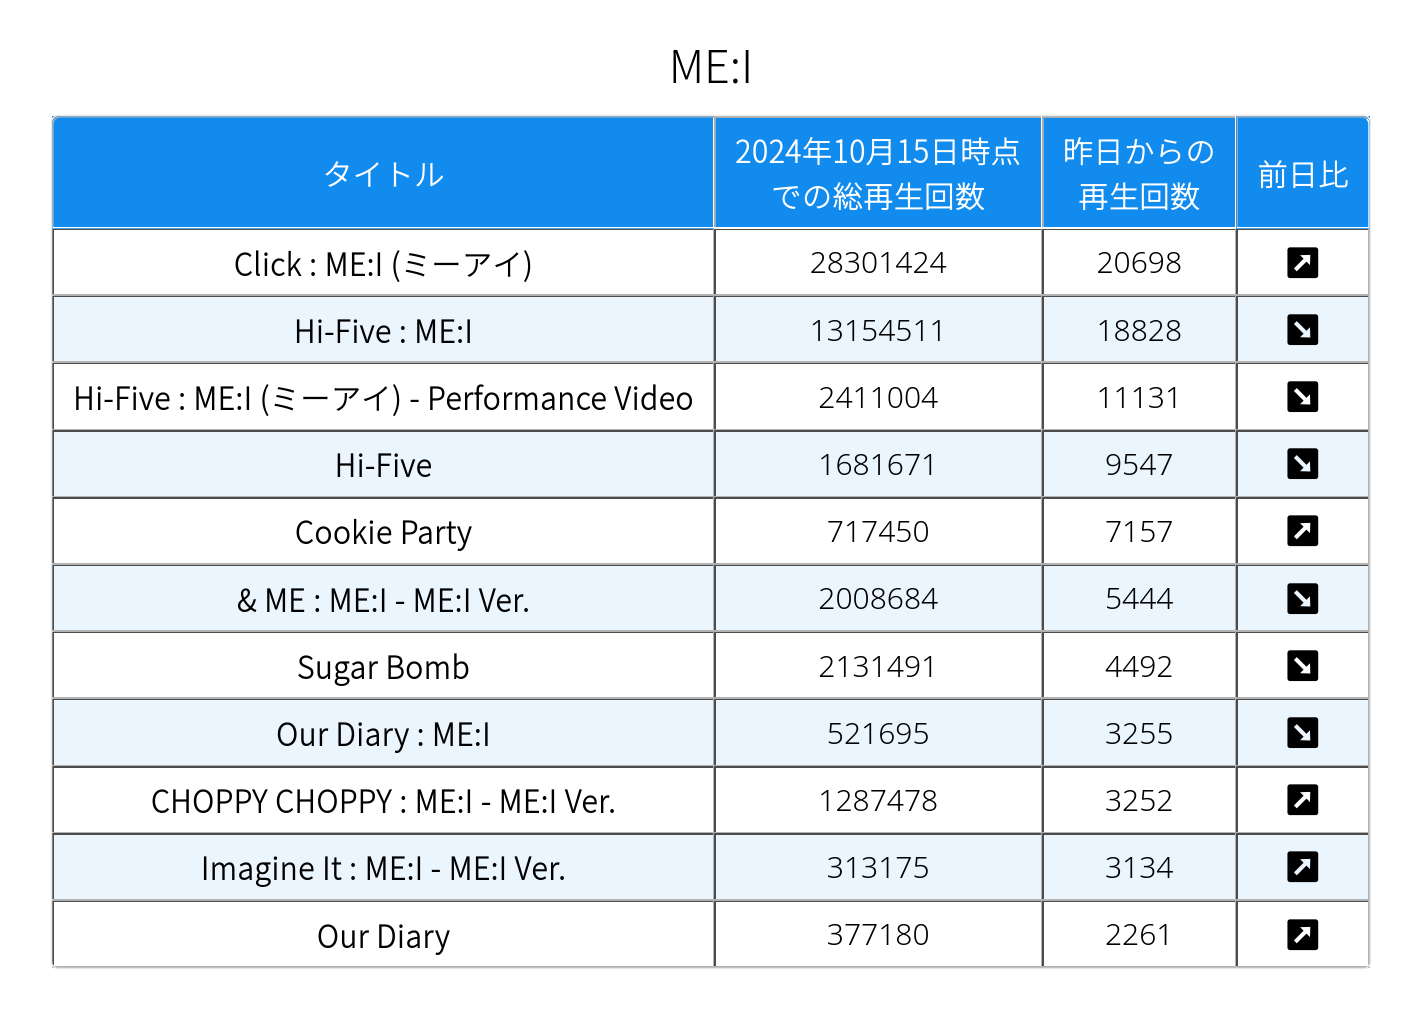 ME:I
タイトル
2024年10月15日時点
での総再生回数
昨日からの
再生回数
前日比
Click : ME:I (ミーアイ) 28301424 20698 ↗
Hi-Five : ME:I 13154511 18828 ↘
Hi-Five : ME:I (ミーアイ) - Performance Video 2411004 11131 ↘
Hi-Five 1681671 9547 ↘
Cookie Party 717450 7157 ↗
& ME : ME:I - ME:I Ver. 2008684 5444 ↘
Sugar Bomb 2131491 4492 ↘
Our Diary : ME:I 521695 3255 ↘
CHOPPY CHOPPY : ME:I - ME:I Ver. 1287478 3252 ↗
Imagine It : ME:I - ME:I Ver. 313175 3134 ↗
Our Diary 377180 2261 ↗